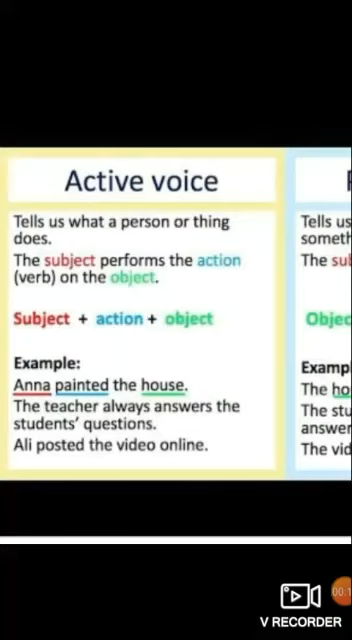 Active voice
Tells us what a person or thing
does.
The subject performs the action
(verb) on the object.
Subject + action + object
Example:
Anna painted the house.
The teacher always answers the
students' questions.
Ali posted the video online.
Tells us
The
The
The
The
V RECORDER